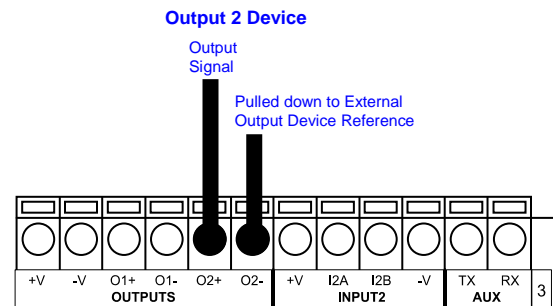 Output 2 Device
Output
Signal
Pulled down to External
Output Device Reference
+V -V O1+ O1- O2+ O2- +V I2A I2B -V TX RX
OUTPUTS INPUT2 AUX 3